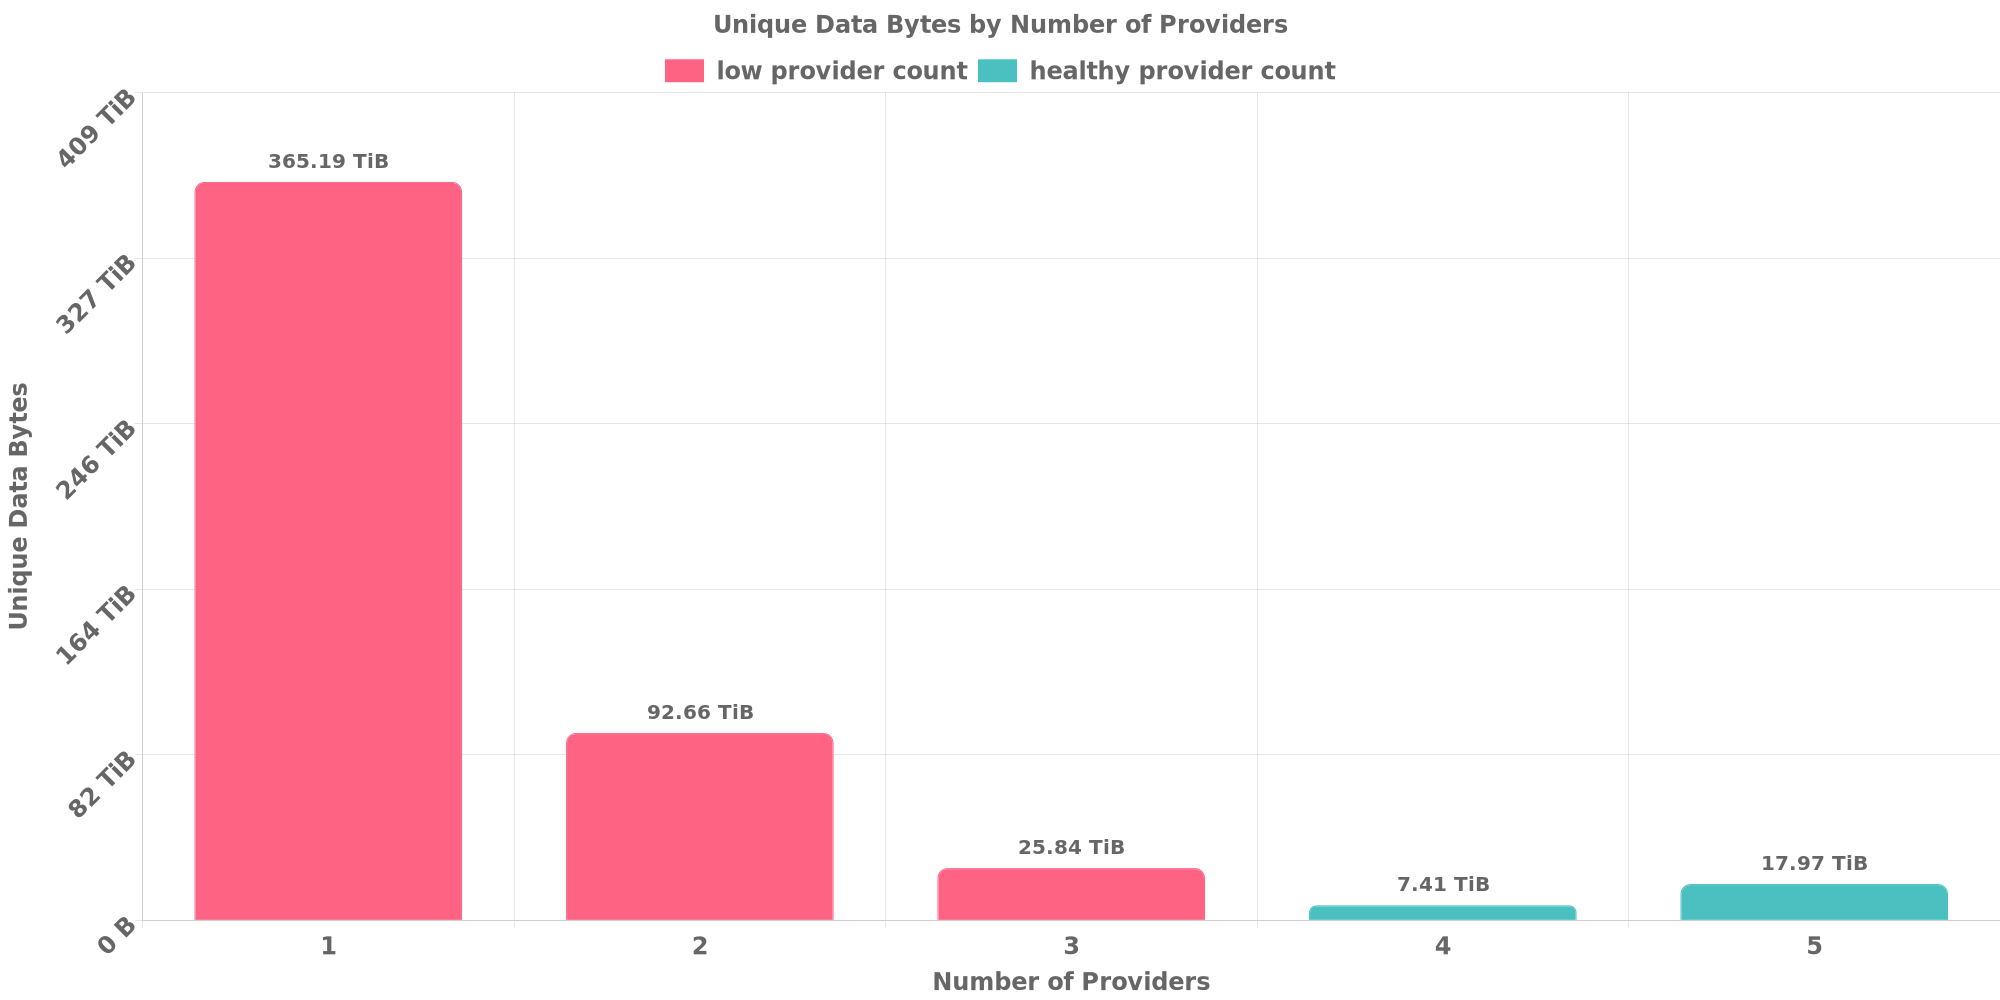 Unique Data Bytes by Number of Providers
low provider count healthy provider count
409 TiB
327 TiB
246 TiB
164 TiB
82 TiB
0 B
Unique Data Bytes
365.19 TiB
92.66 TiB
25.84 TiB
7.41 TiB
17.97 TiB
1 2 3 4 5
Number of Providers